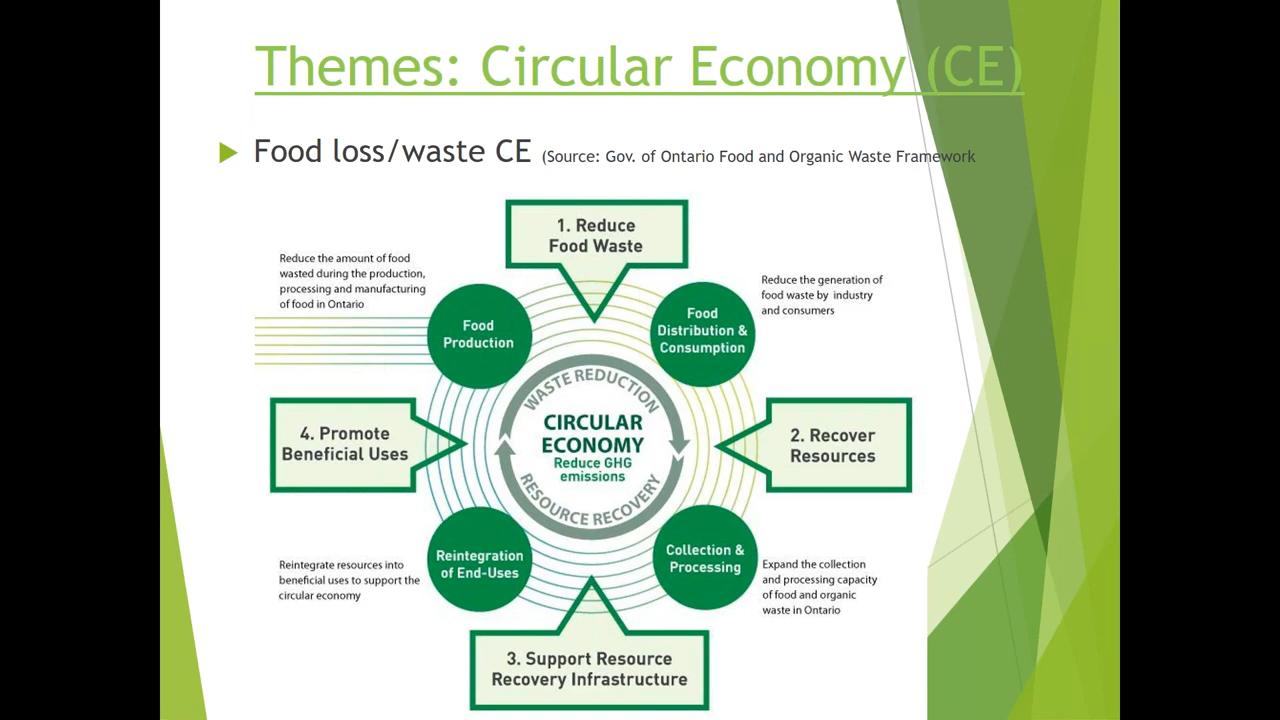 Themes: Circular Economy (CE)
Food loss/waste CE (Source: Gov. of Ontario Food and Organic Waste Framework
1. Reduce
Food Waste
Reduce the amount of food
wasted during the production,
processing and manufacturing
of food in Ontario
Food
Production
Food
Distribution &
Consumption
Reduce the generation of
food waste by industry
and consumers
4. Promote
Beneficial Uses
WASTE REDUCTION
CIRCULAR
ECONOMY
Reduce GHG
emissions
RESOURCE RECOVERY
2. Recover
Resources
Reintegrate resources into
beneficial uses to support the
circular economy
Reintegration
of End-Uses
Collection &
Processing
Expand the collection
and processing capacity
of food and organic
waste in Ontario
3. Support Resource
Recovery Infrastructure